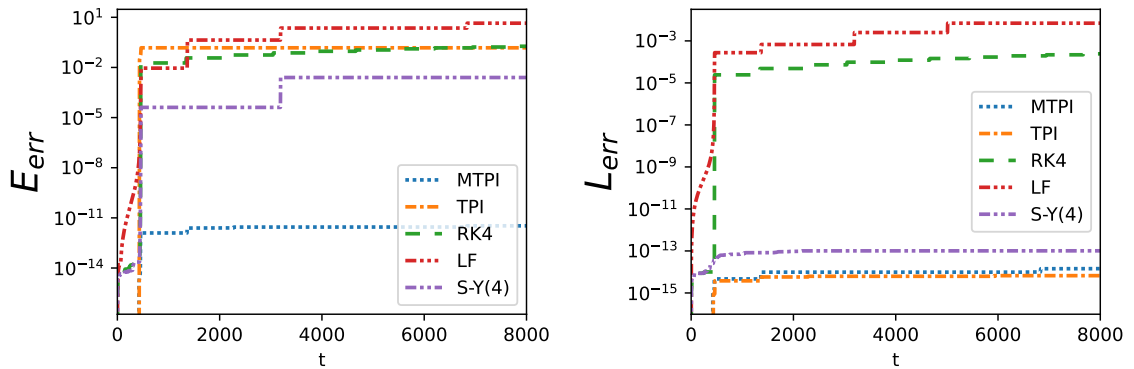 10^1
10^-2
10^-5
10^-8
10^-11
10^-14
E_err
MTPI
TPI
RK4
LF
S-Y(4)
0 2000 4000 6000 8000
t
10^-3
10^-5
10^-7
10^-9
10^-11
10^-13
10^-15
L_err
MTPI
TPI
RK4
LF
S-Y(4)
0 2000 4000 6000 8000
t